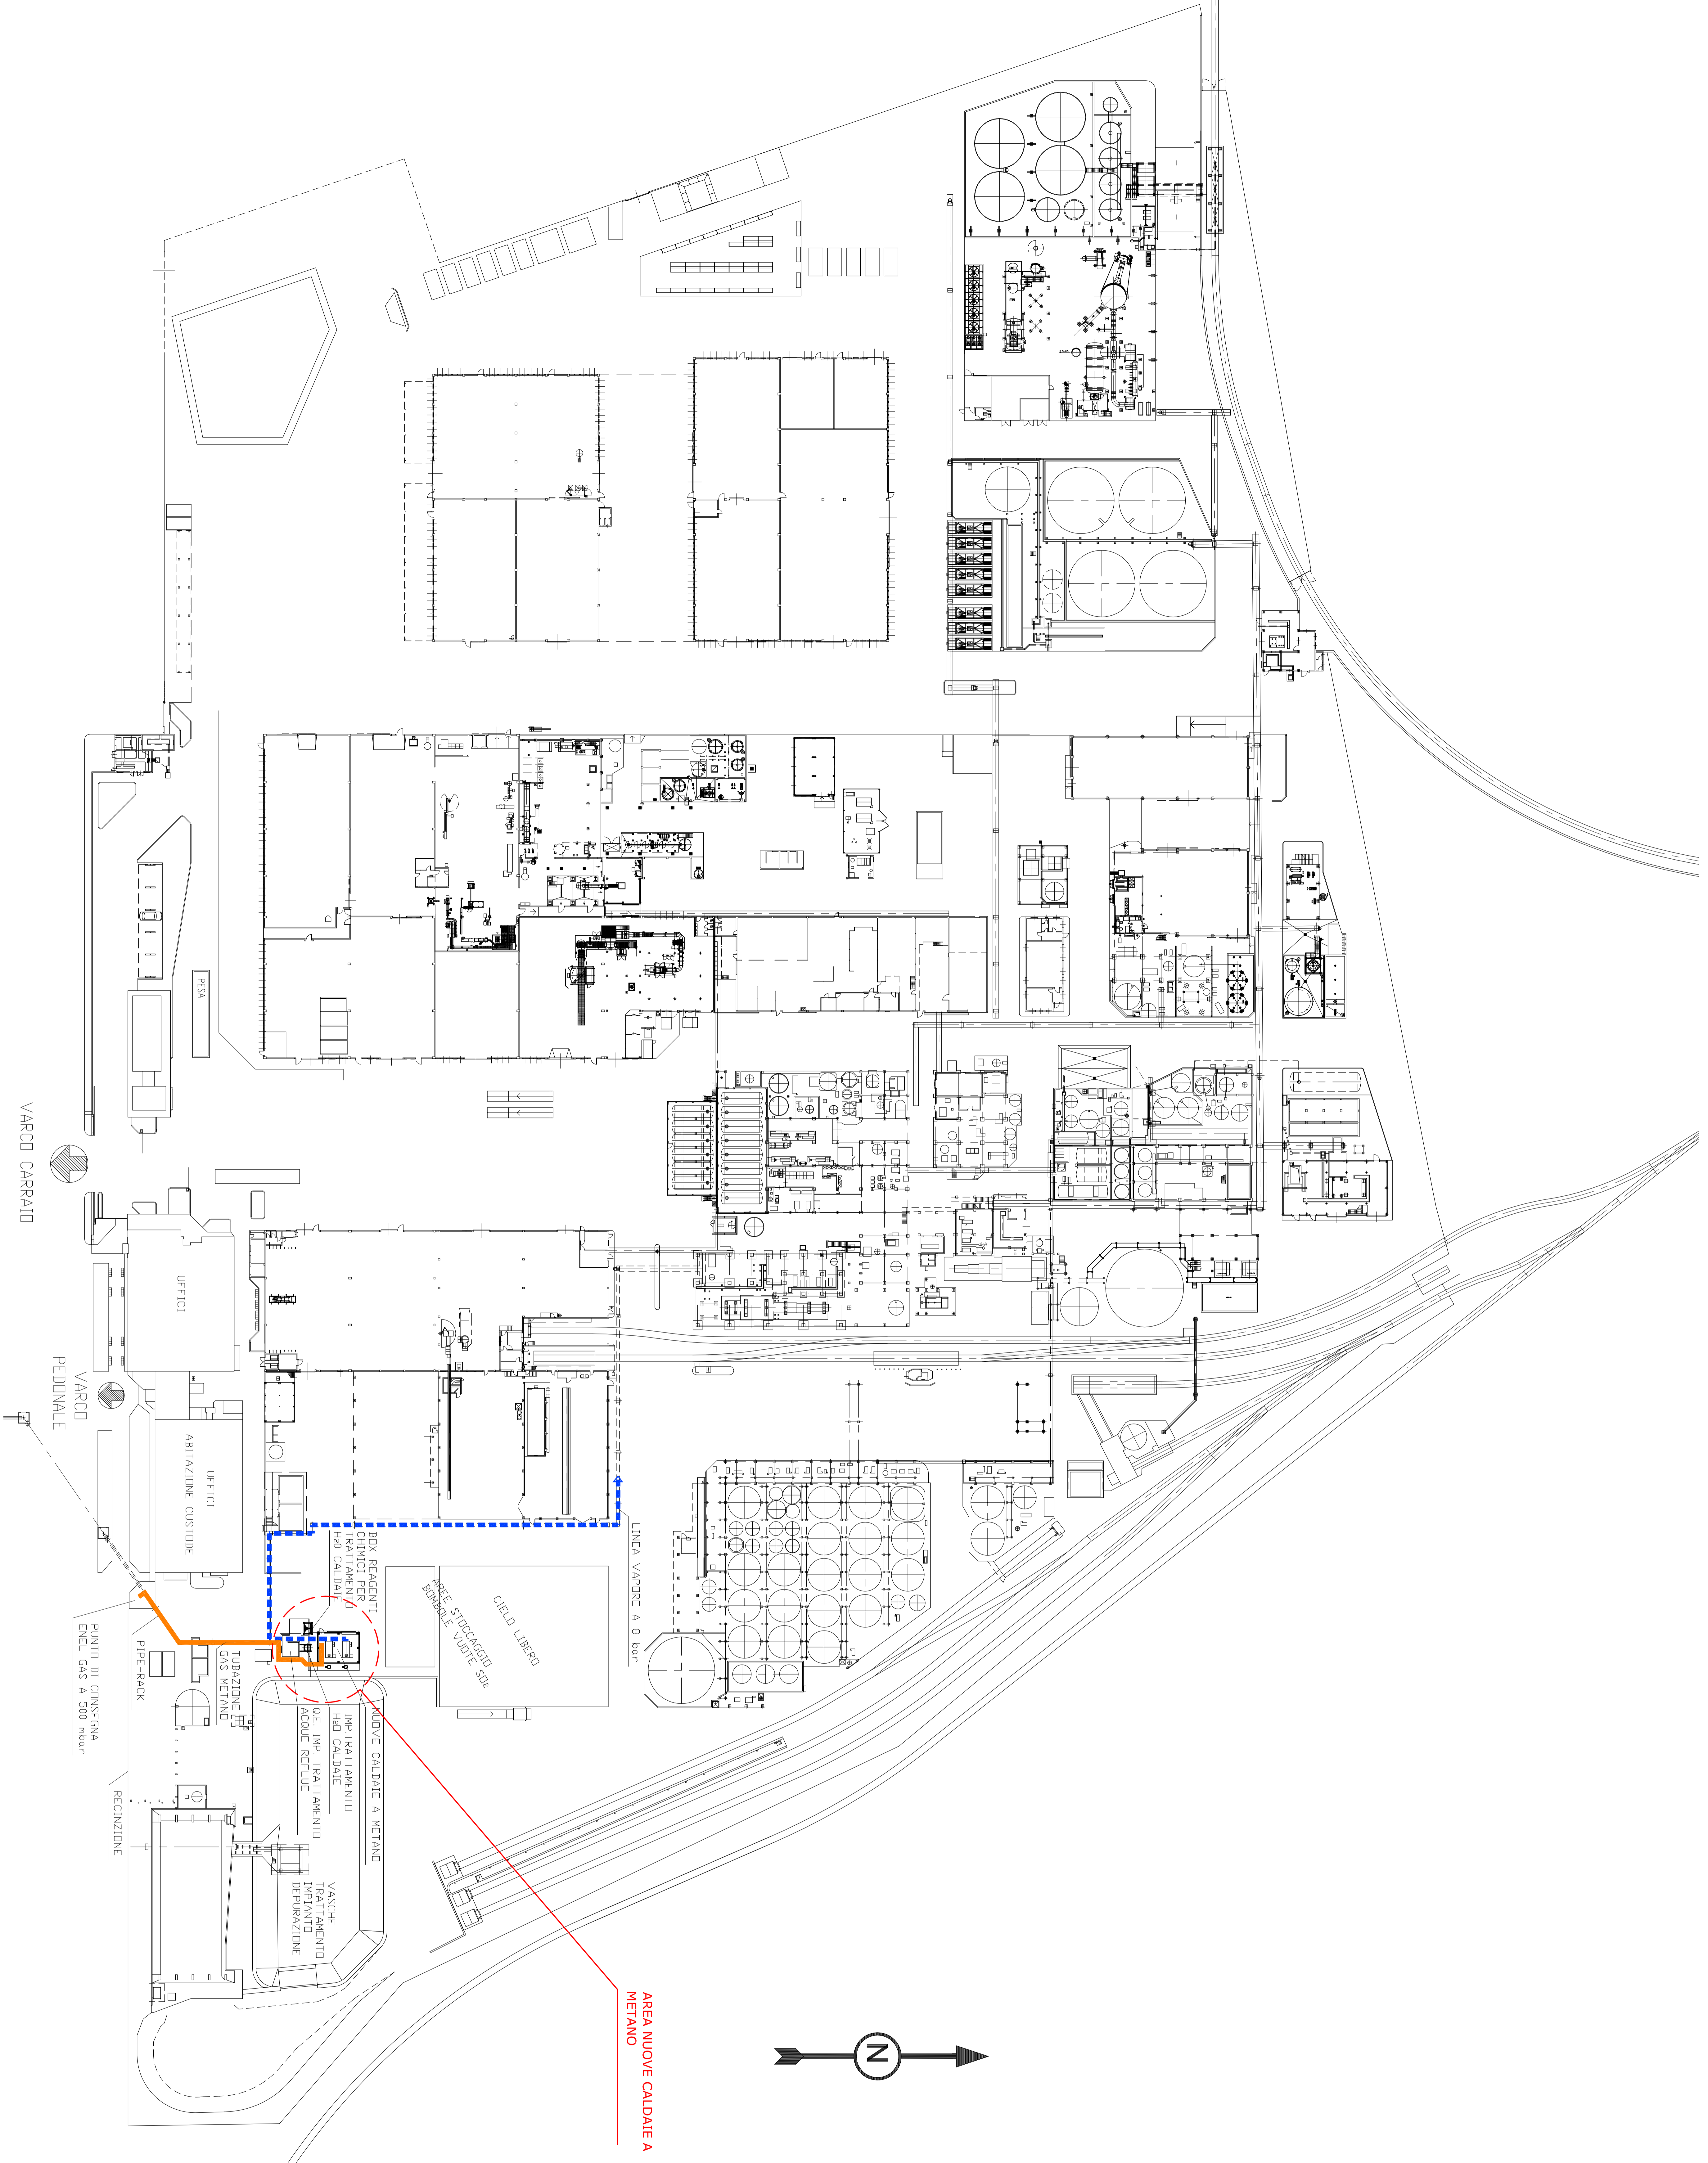 PESA
VARCO CARRAIO
UFFICI
VARCO
PEDONALE
UFFICI
ABITAZIONE CUSTODE
BOX REAGENTI
CHIMICI PER
TRATTAMENTO
H2O CALDAIE
LINEA VAPORE A 8 bar
CIELO LIBERO
AREE STOCCAGGIO
BOMBOLE VUOTE SO2
PUNTO DI CONSEGNA
ENEL GAS A 500 mbar
PIPE-RACK
TUBAZIONE
GAS METANO
NUOVE CALDAIE A METANO
IMP.TRATTAMENTO
H2O CALDAIE
Q.E. IMP. TRATTAMENTO
ACQUE REFLUE
RECINZIONE
VASCHE
TRATTAMENTO
IMPIANTO
DEPURAZIONE
AREA NUOVE CALDAIE A
METANO
N